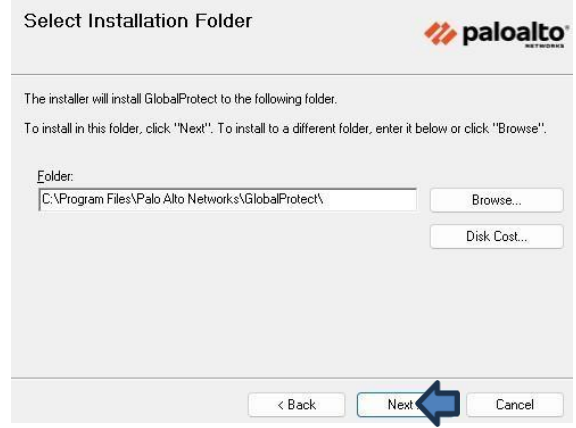 Select Installation Folder
paloalto
NETWORKS
The installer will install GlobalProtect to the following folder.
To install in this folder, click "Next". To install to a different folder, enter it below or click "Browse".
Folder:
C:\Program Files\Palo Alto Networks\GlobalProtect\
Browse...
Disk Cost...
< Back
Next
Cancel